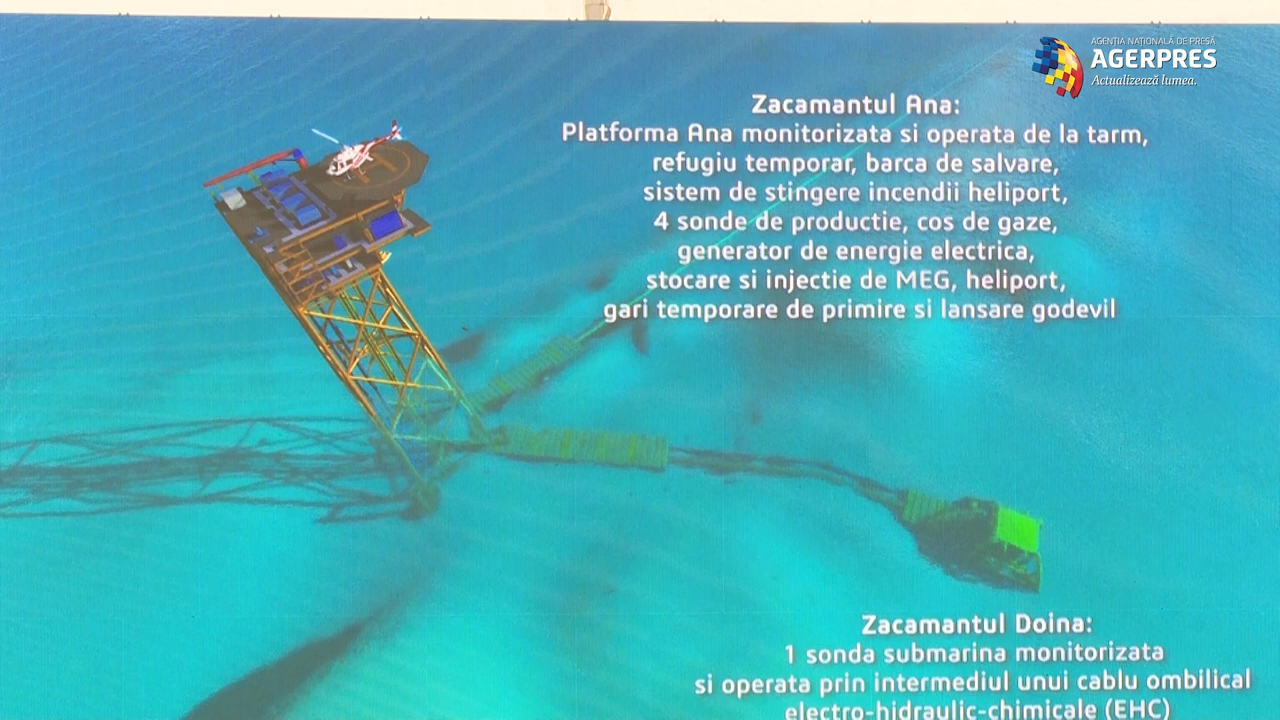 AGENȚIA NAȚIONALĂ DE PRESĂ
AGERPRES
Actualizează lumea.
Zacamantul Ana:
Platforma Ana monitorizata si operata de la tarm,
refugiu temporar, barca de salvare,
sistem de stingere incendii heliport,
4 sonde de productie, cos de gaze,
generator de energie electrica,
stocare si injectie de MEG, heliport,
gari temporare de primire si lansare godevil
Zacamantul Doina:
1 sonda submarina monitorizata
si operata prin intermediul unui cablu ombilical
electro-hidraulic-chimicale (EHC)